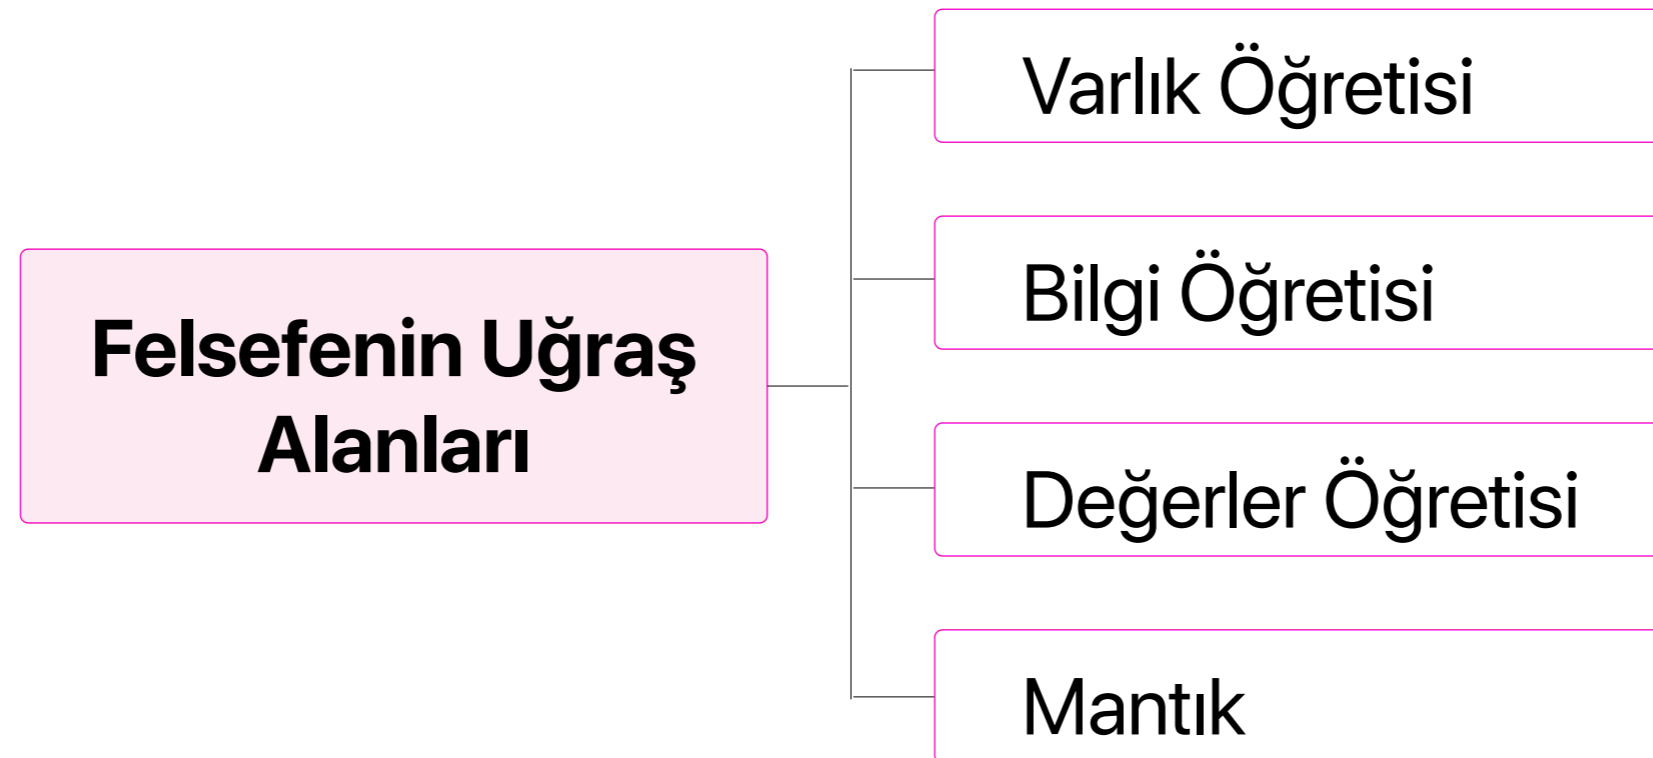 Felsefenin Uğraş
Alanları
Varlık Öğretisi
Bilgi Öğretisi
Değerler Öğretisi
Mantık